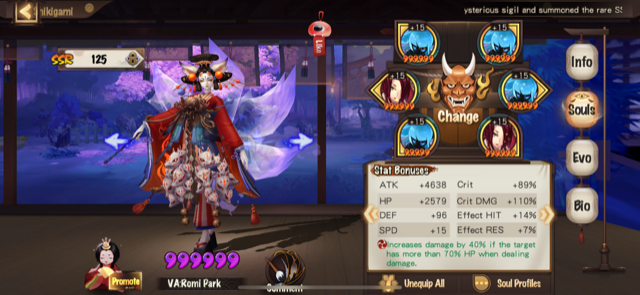 hikigami
ysterious sigil and summoned the rare SS
SSR 125
+15
+15
+15
+15
+15
+15
Change
Info
Souls
Evo
Bio
Stat Bonuses
ATK +4638 Crit +89%
HP +2579 Crit DMG +110%
DEF +96 Effect HIT +14%
SPD +15 Effect RES +7%
Increases damage by 40% if the target
has more than 70% HP when dealing
damage.
Promote
999999
VA:Romi Park
Comment
Unequip All
Soul Profiles